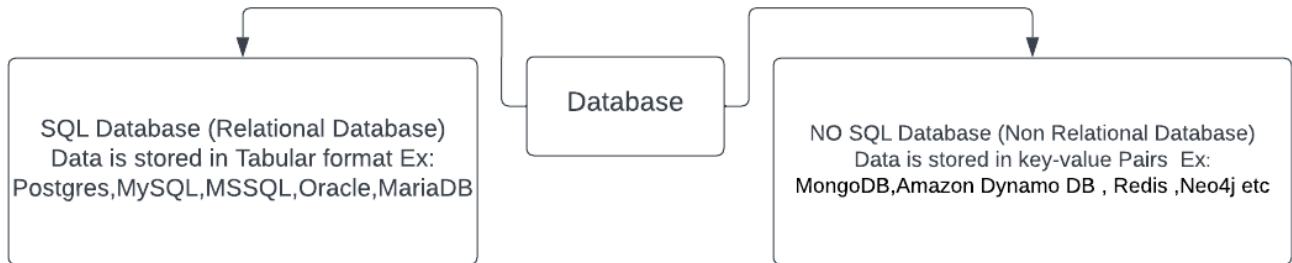 Database
SQL Database (Relational Database)
Data is stored in Tabular format Ex:
Postgres,MySQL,MSSQL,Oracle,MariaDB
NO SQL Database (Non Relational Database)
Data is stored in key-value Pairs  Ex:
MongoDB,Amazon Dynamo DB , Redis ,Neo4j etc